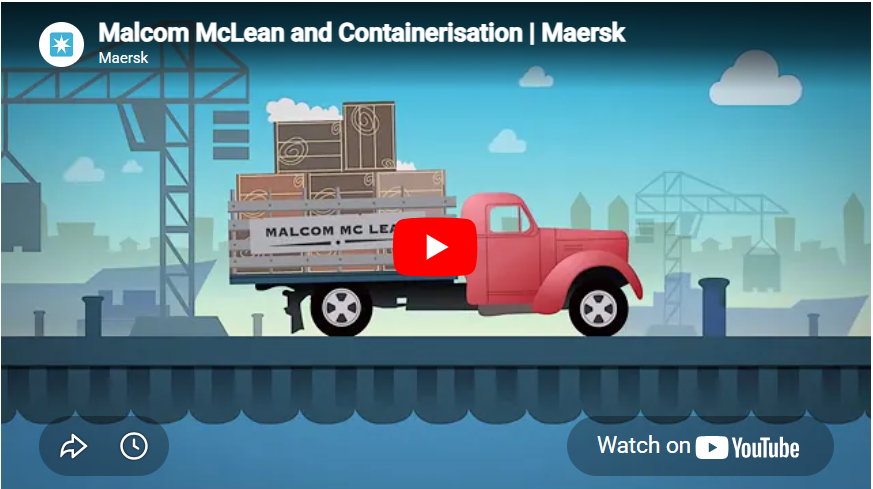 Malcom McLean and Containerisation | Maersk
Maersk
MALCOM MC LEA
Watch on YouTube